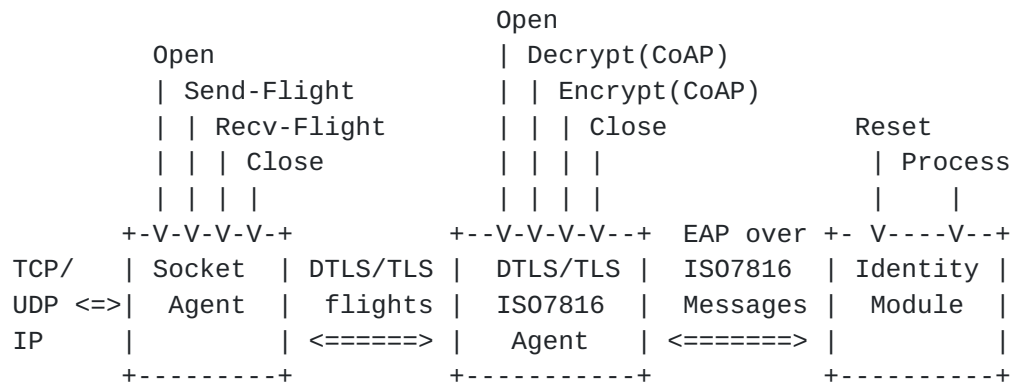 Open
         Open                  | Decrypt(CoAP)
         | Send-Flight         | | Encrypt(CoAP)
         | | Recv-Flight       | | | Close            Reset
         | | | Close           | | | |                 | Process
         | | | |               | | | |                 |    |
       +-V-V-V-V-+          +--V-V-V-V--+  EAP over +- V----V--+
TCP/   | Socket  | DTLS/TLS |  DTLS/TLS |  ISO7816  | Identity |
UDP <=>|  Agent  |  flights |  ISO7816  |  Messages |  Module  |
IP     |         | <======> |   Agent   | <=======> |          |
       +---------+          +-----------+           +----------+